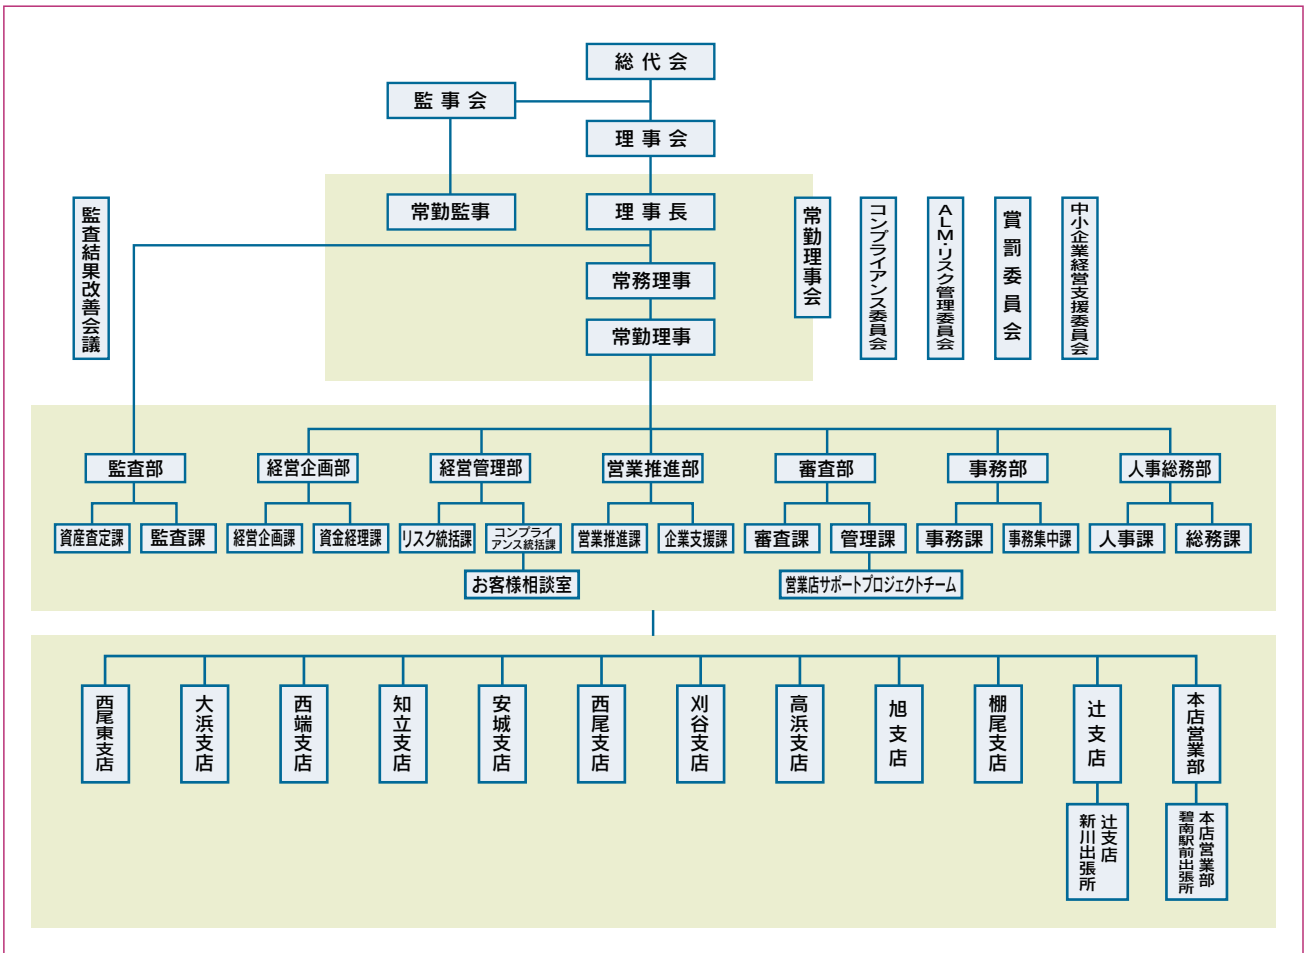 総代会
監事会
理事会
常勤監事
理事長
常務理事
常勤理事
監査結果改善会議
常勤理事会
コンプライアンス委員会
ALM・リスク管理委員会
賞罰委員会
中小企業経営支援委員会
監査部
経営企画部
経営管理部
営業推進部
審査部
事務部
人事総務部
資産査定課
監査課
経営企画課
資金経理課
リスク統括課
コンプライ
アンス統括課
営業推進課
企業支援課
審査課
管理課
事務課
事務集中課
人事課
総務課
お客様相談室
営業店サポートプロジェクトチーム
西尾東支店
大浜支店
西端支店
知立支店
安城支店
西尾支店
刈谷支店
高浜支店
旭支店
棚尾支店
辻支店
本店営業部
辻支店
新川出張所
本店営業部
碧南駅前出張所